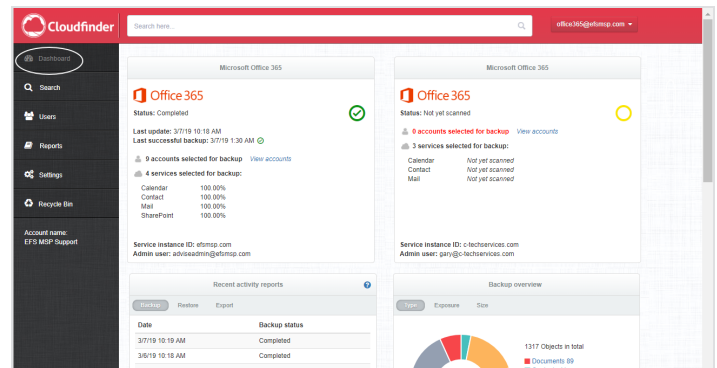 Cloudfinder
Search here...
office365@efsmsp.com
Dashboard
Search
Users
Reports
Settings
Recycle Bin
Account name:
EFS MSP Support
Microsoft Office 365
Office 365
Status: Completed
Last update: 3/7/19 10:18 AM
Last successful backup: 3/7/19 1:30 AM
9 accounts selected for backup View accounts
4 services selected for backup:
Calendar 100.00%
Contact 100.00%
Mail 100.00%
SharePoint 100.00%
Service instance ID: efsmsp.com
Admin user: adviseadmin@efsmsp.com
Microsoft Office 365
Office 365
Status: Not yet scanned
0 accounts selected for backup View accounts
3 services selected for backup:
Calendar Not yet scanned
Contact Not yet scanned
Mail Not yet scanned
Service instance ID: c-techservices.com
Admin user: gary@c-techservices.com
Recent activity reports
Backup Restore Export
Date Backup status
3/7/19 10:19 AM Completed
3/6/19 10:18 AM Completed
Backup overview
Type Exposure Size
1317 Objects in total
Documents 89